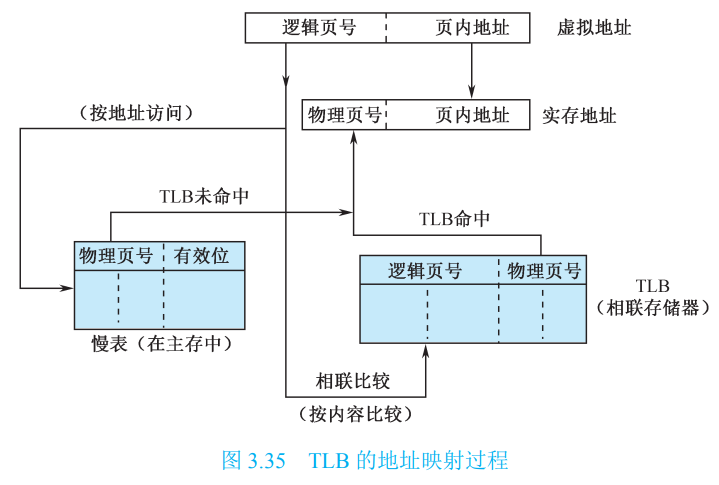 逻辑页号 页内地址 虚拟地址
(按地址访问)
物理页号 页内地址 实存地址
TLB未命中
TLB命中
物理页号 有效位
逻辑页号 物理页号
TLB
(相联存储器)
慢表(在主存中)
相联比较
(按内容比较)
图 3.35 TLB 的地址映射过程